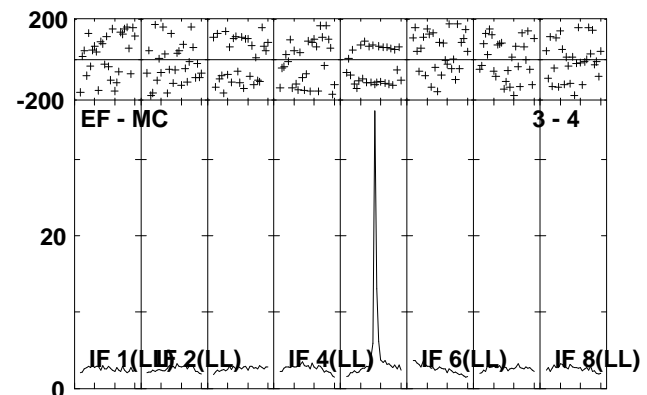 200
-200
EF - MC 3 - 4
20
IF 1(LL) IF 2(LL) IF 4(LL) IF 6(LL) IF 8(LL)
0